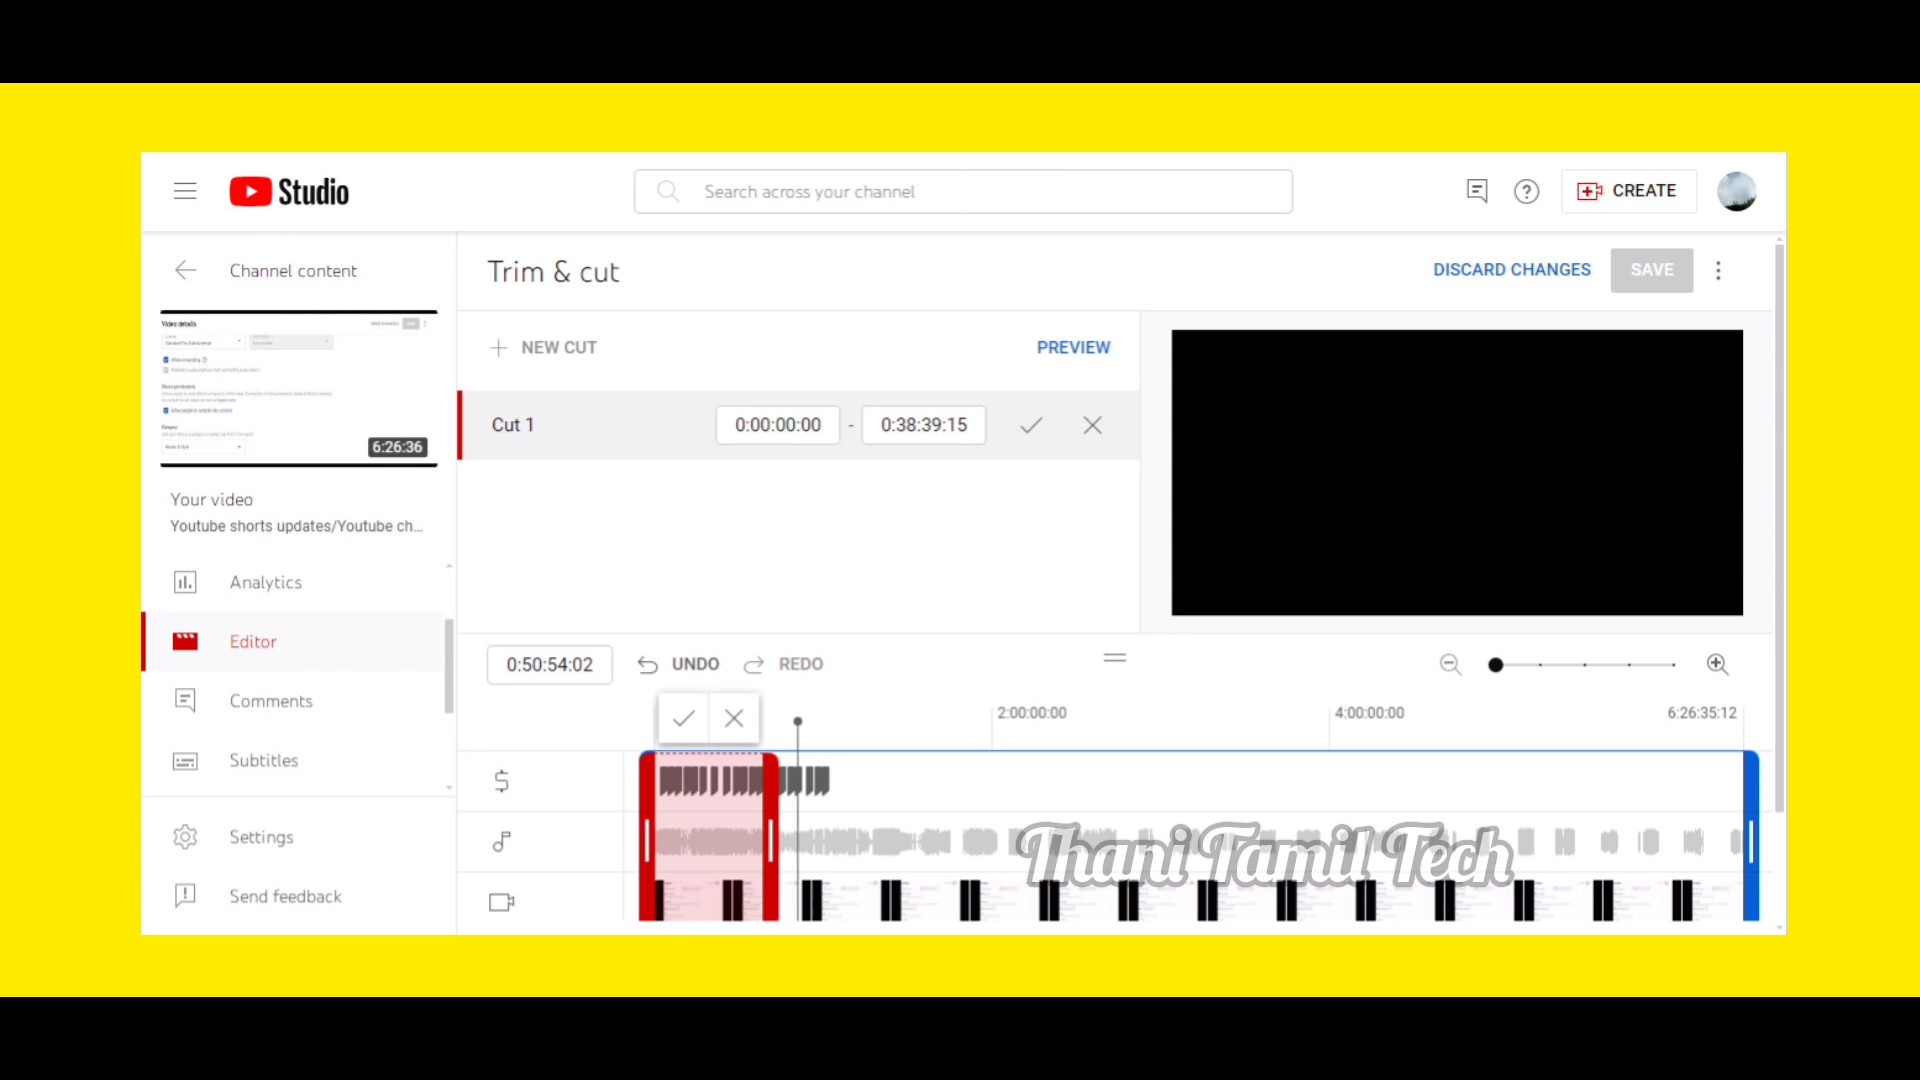 Studio
Search across your channel
CREATE
Channel content
Trim & cut
DISCARD CHANGES
SAVE
Video details
NEW CUT
PREVIEW
Cut 1
0:00:00:00 - 0:38:39:15
6:26:36
Your video
Youtube shorts updates/Youtube ch...
Analytics
Editor
Comments
Subtitles
Settings
Send feedback
0:50:54:02
UNDO
REDO
2:00:00:00
4:00:00:00
6:26:35:12
Thani Tamil Tech